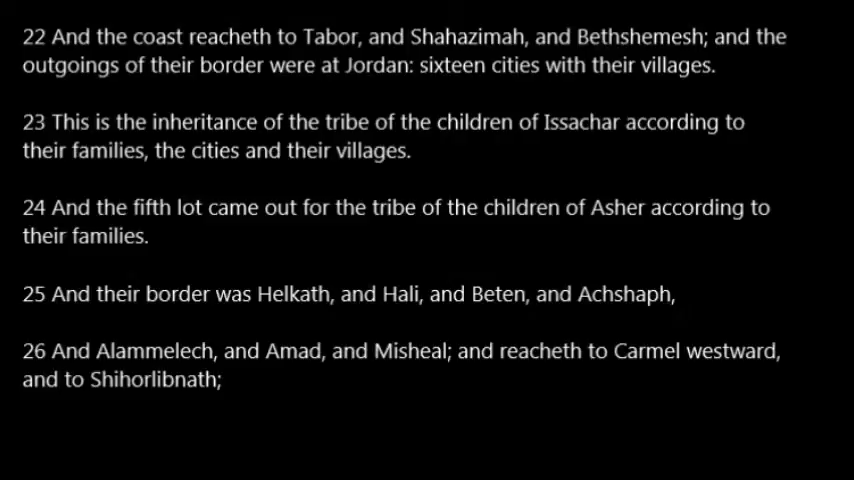 22 And the coast reacheth to Tabor, and Shahazimah, and Bethshemesh; and the
outgoings of their border were at Jordan: sixteen cities with their villages.
23 This is the inheritance of the tribe of the children of Issachar according to
their families, the cities and their villages.
24 And the fifth lot came out for the tribe of the children of Asher according to
their families.
25 And their border was Helkath, and Hali, and Beten, and Achshaph,
26 And Alammelech, and Amad, and Misheal; and reacheth to Carmel westward,
and to Shihorlibnath;